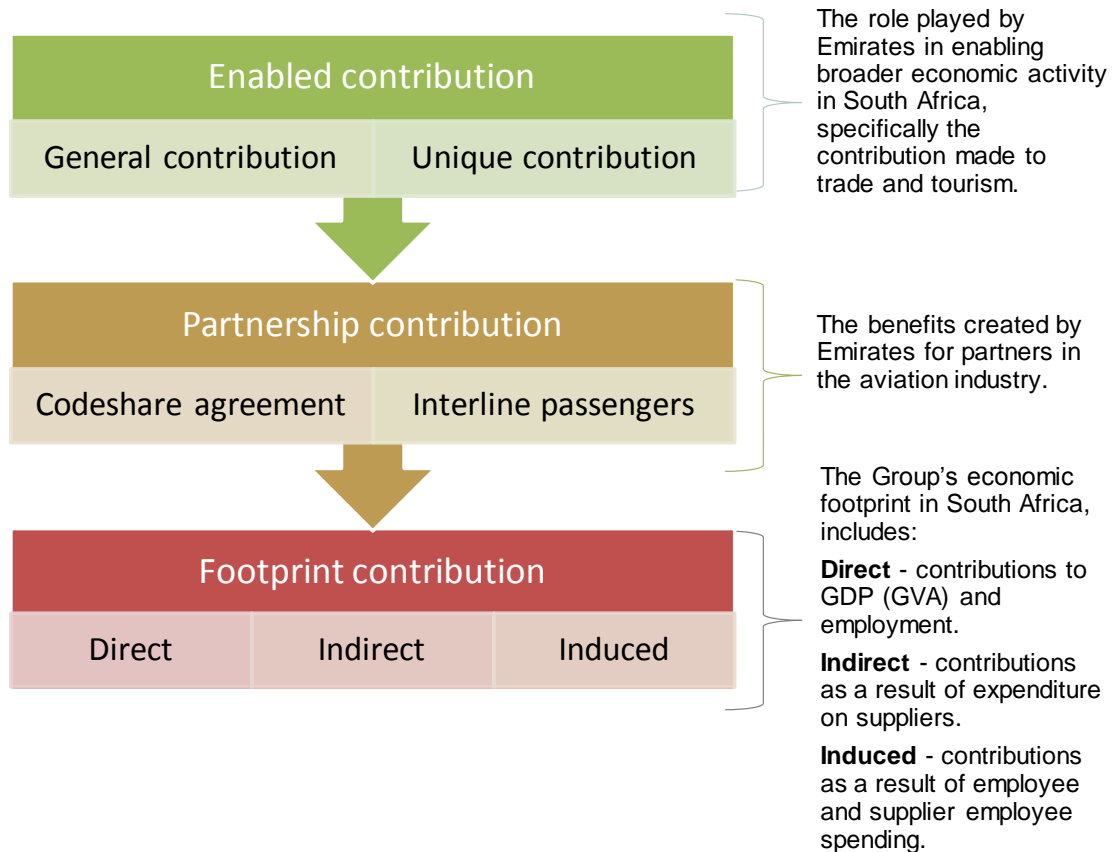 Enabled contribution
General contribution
Unique contribution
The role played by
Emirates in enabling
broader economic activity
in South Africa,
specifically the
contribution made to
trade and tourism.
Partnership contribution
Codeshare agreement
Interline passengers
The benefits created by
Emirates for partners in
the aviation industry.
Footprint contribution
Direct
Indirect
Induced
The Group's economic
footprint in South Africa,
includes:
Direct - contributions to
GDP (GVA) and
employment.
Indirect - contributions
as a result of expenditure
on suppliers.
Induced - contributions
as a result of employee
and supplier employee
spending.